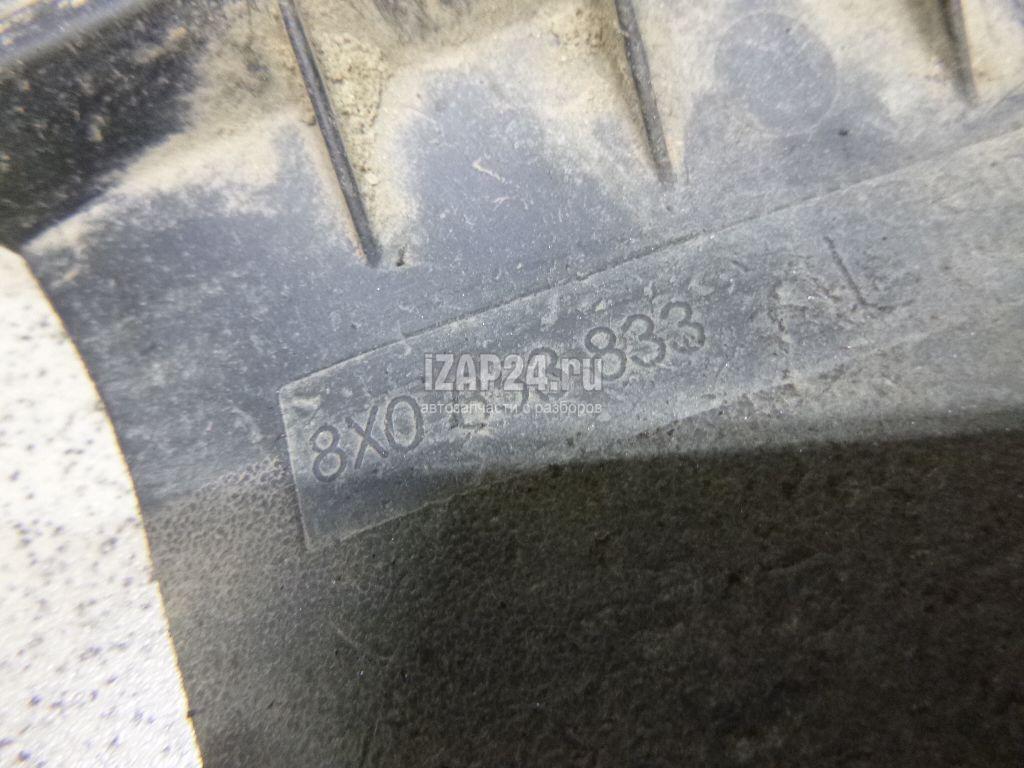 8X0 833
L
iZAP24.ru
автозапчасти с разборов